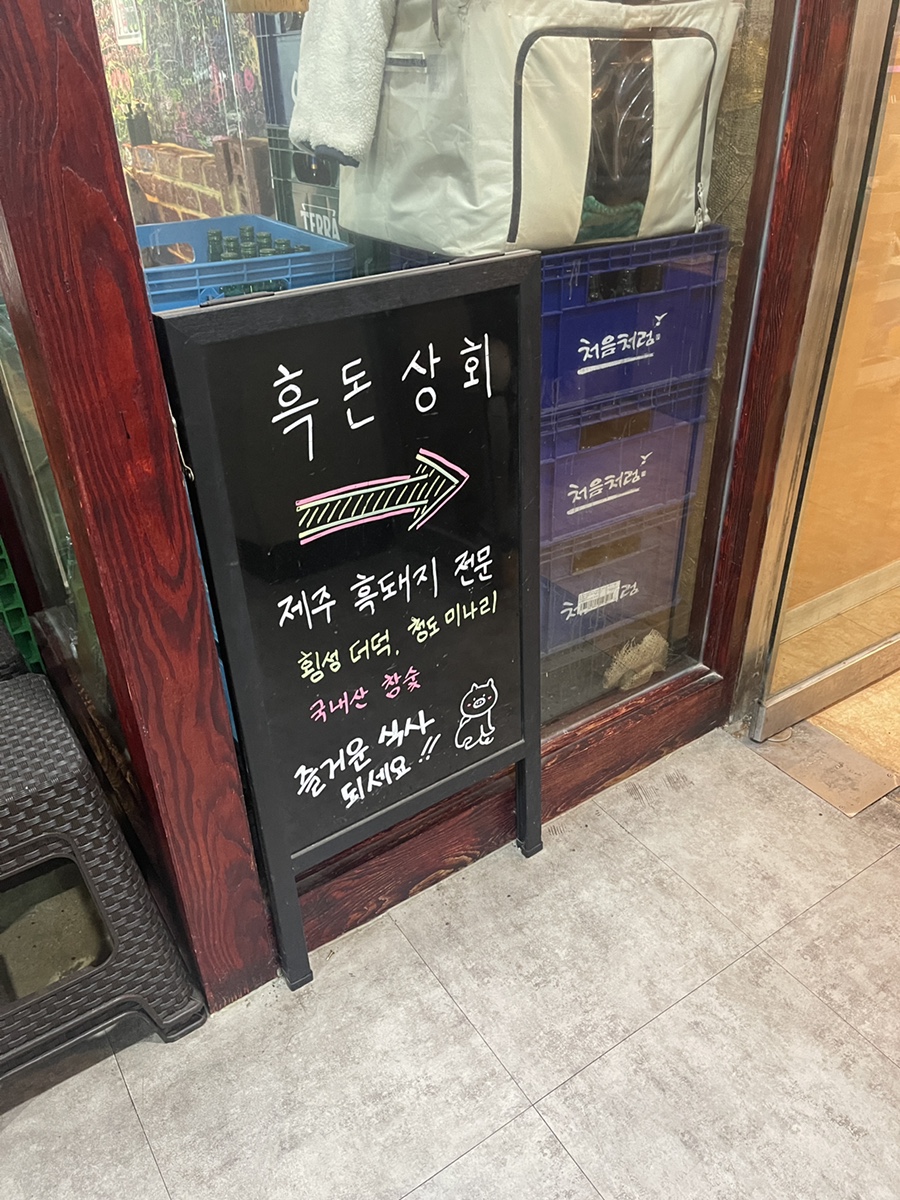 TERRA
흑돈상회
제주 흑돼지 전문
횡성 더덕, 청도 미나리
국내산 참숯
즐거운 식사
되세요!!
처음처럼
처음처럼
처 럼